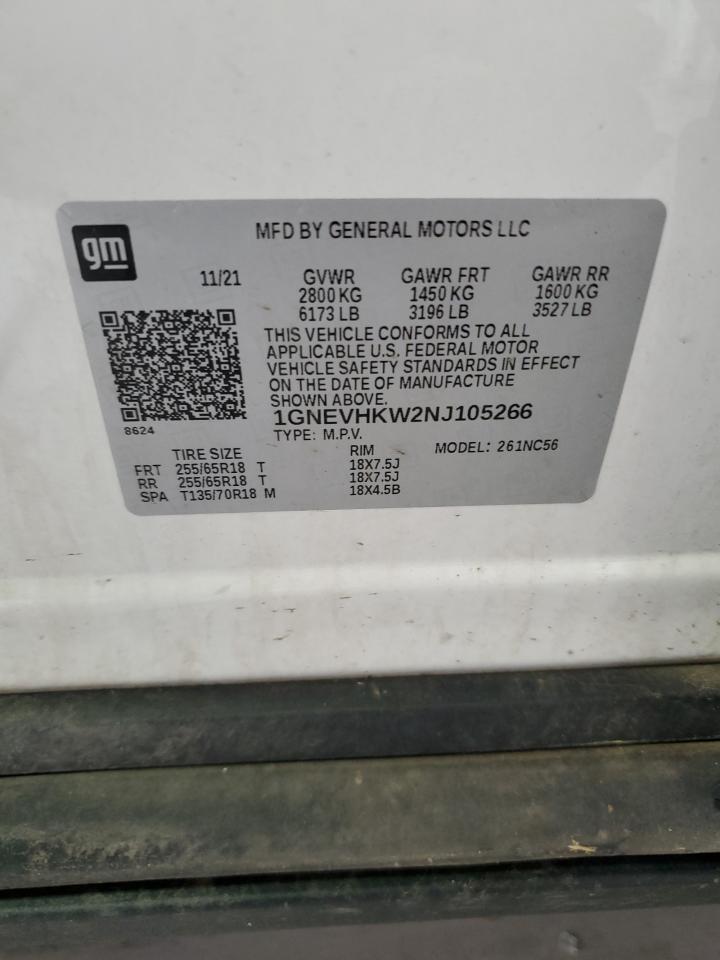 gm
MFD BY GENERAL MOTORS LLC
11/21 GVWR GAWR FRT GAWR RR
2800 KG 1450 KG 1600 KG
6173 LB 3196 LB 3527 LB
THIS VEHICLE CONFORMS TO ALL
APPLICABLE U.S. FEDERAL MOTOR
VEHICLE SAFETY STANDARDS IN EFFECT
ON THE DATE OF MANUFACTURE
SHOWN ABOVE.
1GNEVHKW2NJ105266
8624
TYPE: M.P.V. MODEL: 261NC56
TIRE SIZE RIM
FRT 255/65R18 T 18X7.5J
RR 255/65R18 T 18X7.5J
SPA T135/70R18 M 18X4.5B